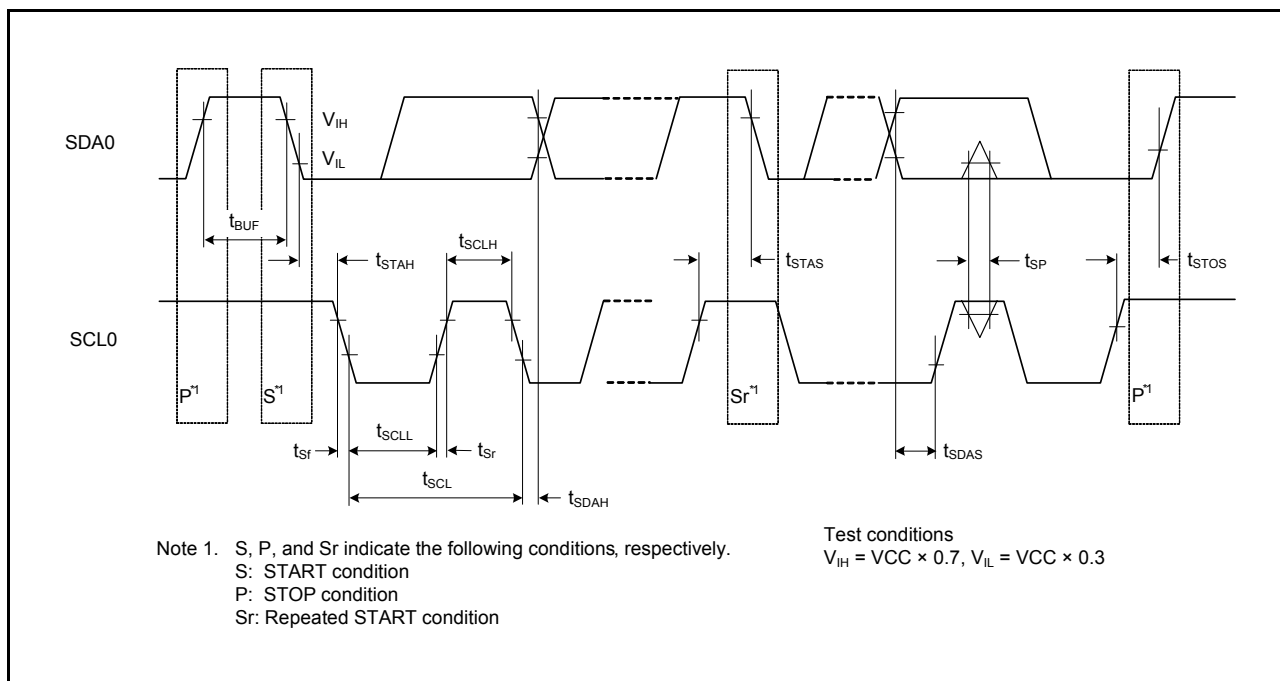 SDA0
VIH
VIL
tBUF
tSTAH
tSCLH
tSTAS
tSP
tSTOS
SCL0
P*1
S*1
Sr*1
P*1
tSf
tSCLL
tSr
tSCL
tSDAH
tSDAS
Note 1. S, P, and Sr indicate the following conditions, respectively.
S: START condition
P: STOP condition
Sr: Repeated START condition
Test conditions
VIH = VCC × 0.7, VIL = VCC × 0.3